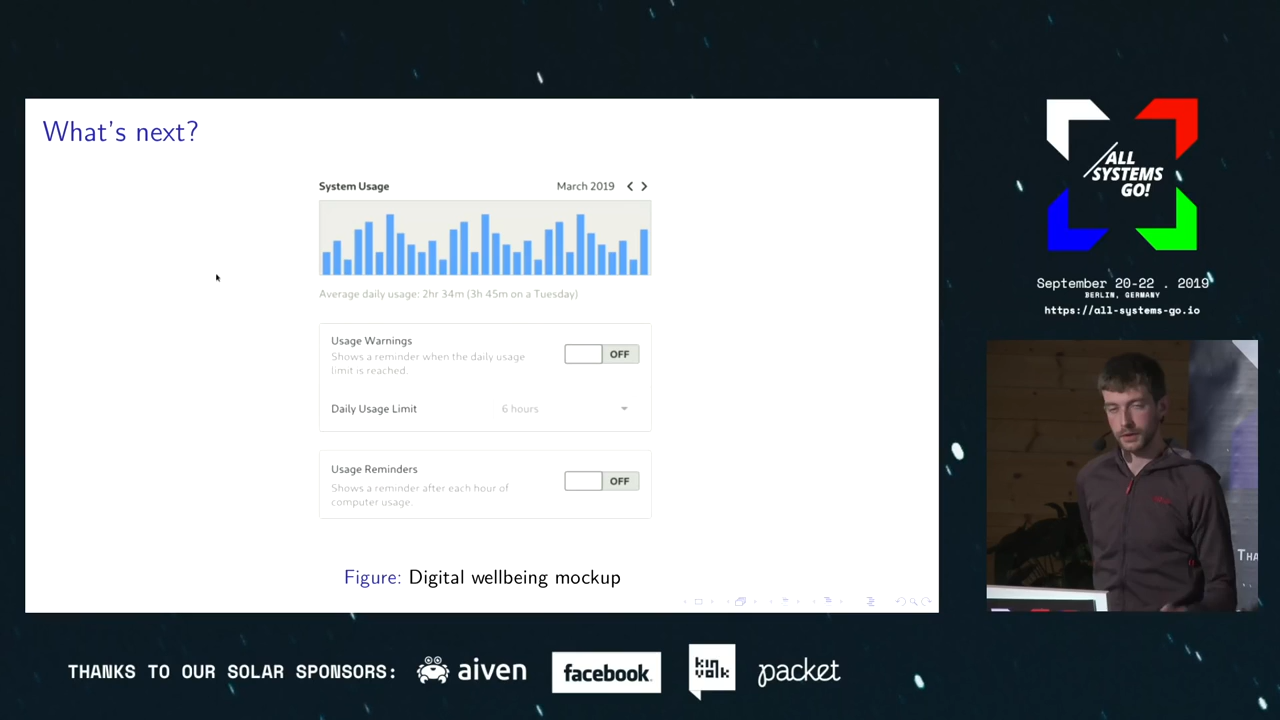 What's next?
System Usage
March 2019
Average daily usage: 2hr 34m (3h 45m on a Tuesday)
Usage Warnings
Shows a reminder when the daily usage
limit is reached.
OFF
Daily Usage Limit
6 hours
Usage Reminders
Shows a reminder after each hour of
computer usage.
OFF
Figure: Digital wellbeing mockup
ALL
SYSTEMS
GO!
September 20-22 . 2019
BERLIN, GERMANY
https://all-systems-go.io
THA
THANKS TO OUR SOLAR SPONSORS:
aiven
facebook.
kin
volk
packet